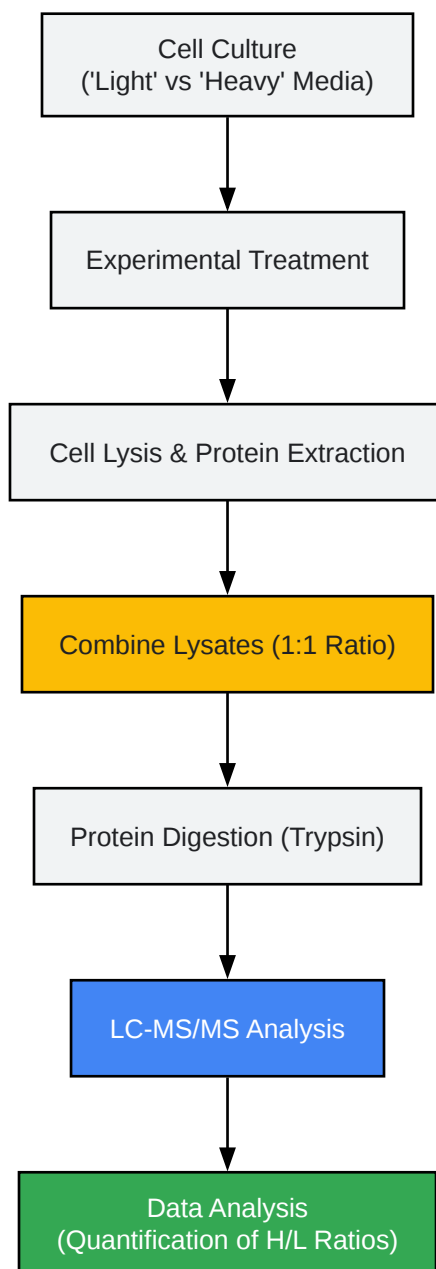 Cell Culture
('Light' vs 'Heavy' Media)
Experimental Treatment
Cell Lysis & Protein Extraction
Combine Lysates (1:1 Ratio)
Protein Digestion (Trypsin)
LC-MS/MS Analysis
Data Analysis
(Quantification of H/L Ratios)